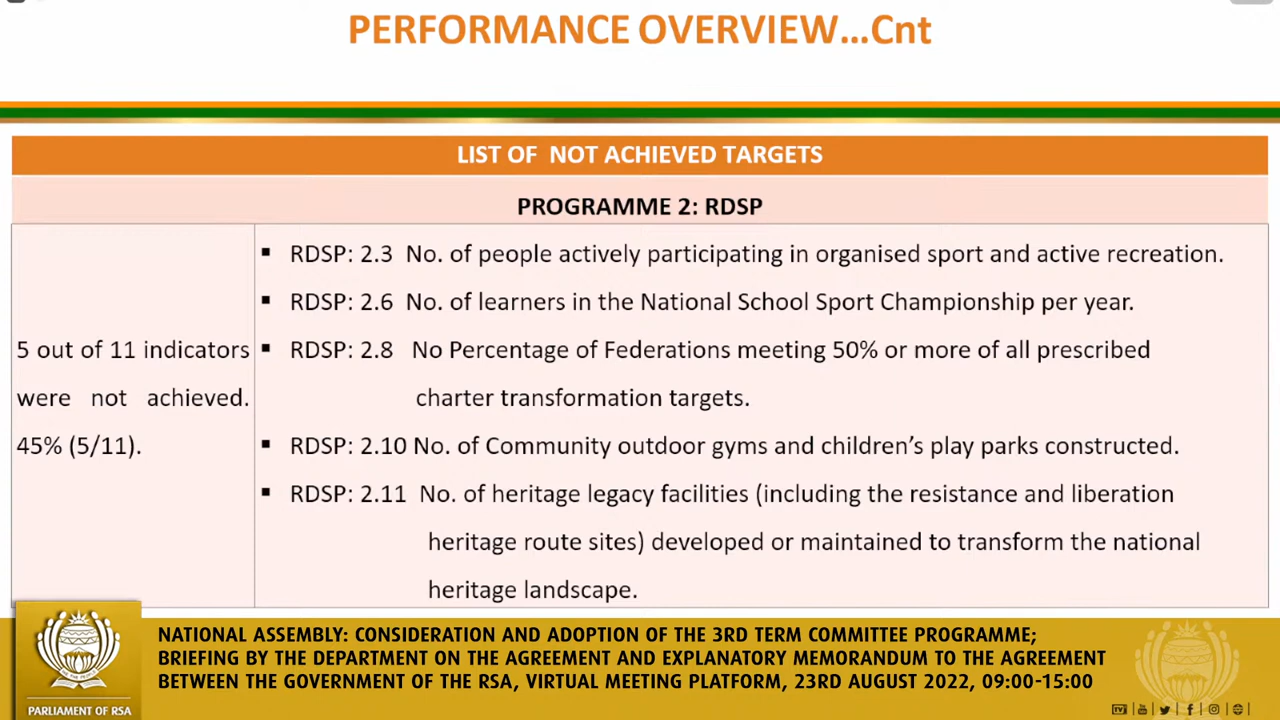 PERFORMANCE OVERVIEW...Cnt
LIST OF NOT ACHIEVED TARGETS
PROGRAMME 2: RDSP
5 out of 11 indicators
were not achieved.
45% (5/11).
▪ RDSP: 2.3 No. of people actively participating in organised sport and active recreation.
▪ RDSP: 2.6 No. of learners in the National School Sport Championship per year.
▪ RDSP: 2.8 No Percentage of Federations meeting 50% or more of all prescribed
charter transformation targets.
▪ RDSP: 2.10 No. of Community outdoor gyms and children's play parks constructed.
▪ RDSP: 2.11 No. of heritage legacy facilities (including the resistance and liberation
heritage route sites) developed or maintained to transform the national
heritage landscape.
NATIONAL ASSEMBLY: CONSIDERATION AND ADOPTION OF THE 3RD TERM COMMITTEE PROGRAMME;
BRIEFING BY THE DEPARTMENT ON THE AGREEMENT AND EXPLANATORY MEMORANDUM TO THE AGREEMENT
BETWEEN THE GOVERNMENT OF THE RSA, VIRTUAL MEETING PLATFORM, 23RD AUGUST 2022, 09:00-15:00
PARLIAMENT OF RSA